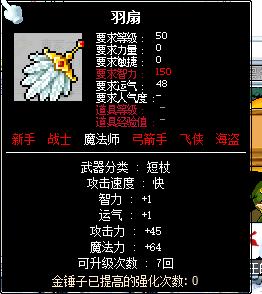 羽扇
要求等级： 50
要求力量： 0
要求敏捷： 0
要求智力： 150
要求运气： 48
要求人气度： -
道具等级： -
道具经验值： -
新手 战士 魔法师 弓箭手 飞侠 海盗
武器分类 : 短杖
攻击速度 : 快
智力 : +1
运气 : +1
攻击力 : +45
魔法力 : +64
可升级次数 : 7回
金锤子已提高的强化次数: 0